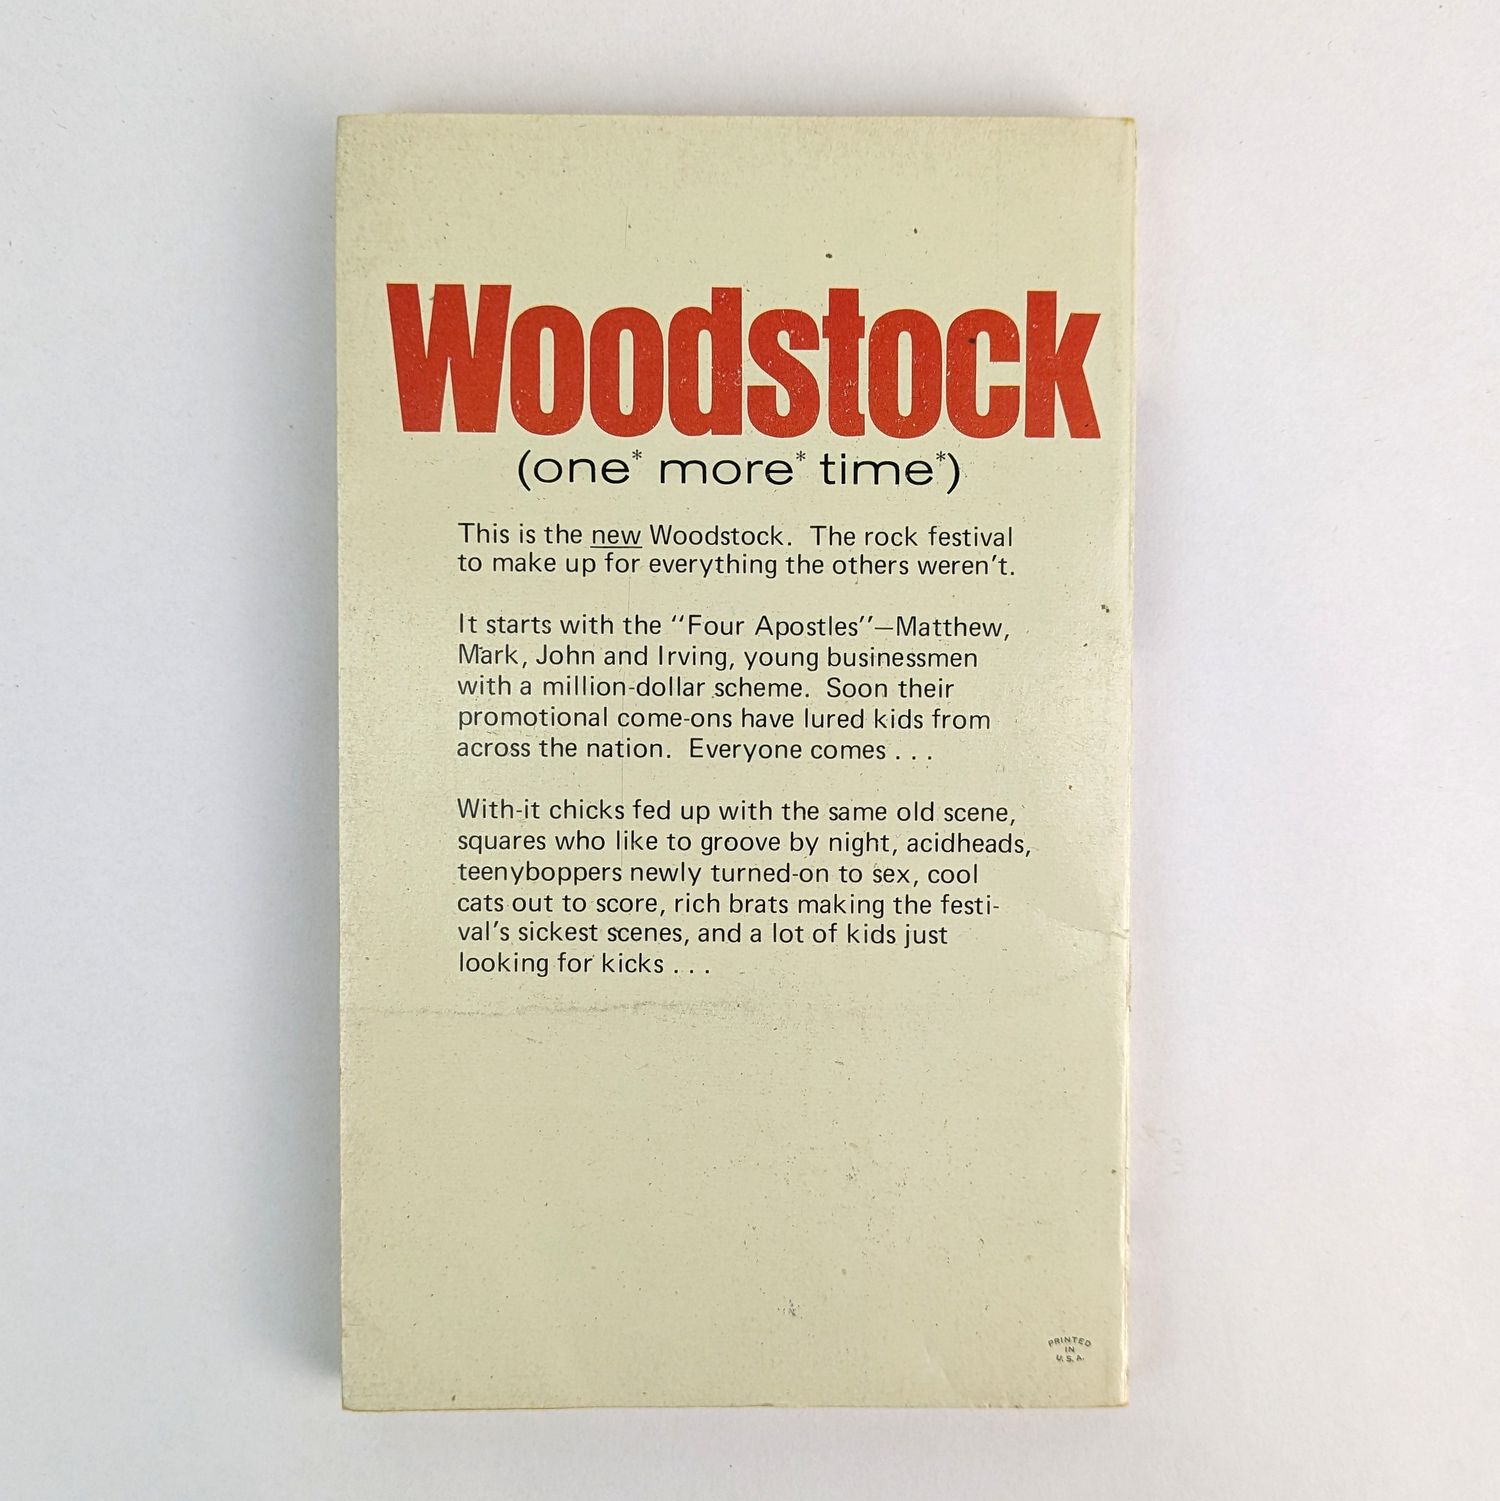 Woodstock
(one* more* time*)
This is the new Woodstock.  The rock festival
to make up for everything the others weren't.
It starts with the "Four Apostles"—Matthew,
Mark, John and Irving, young businessmen
with a million-dollar scheme.  Soon their
promotional come-ons have lured kids from
across the nation.  Everyone comes . . .
With-it chicks fed up with the same old scene,
squares who like to groove by night, acidheads,
teenyboppers newly turned-on to sex, cool
cats out to score, rich brats making the festi-
val's sickest scenes, and a lot of kids just
looking for kicks . . .
PRINTED
IN
U.S.A.